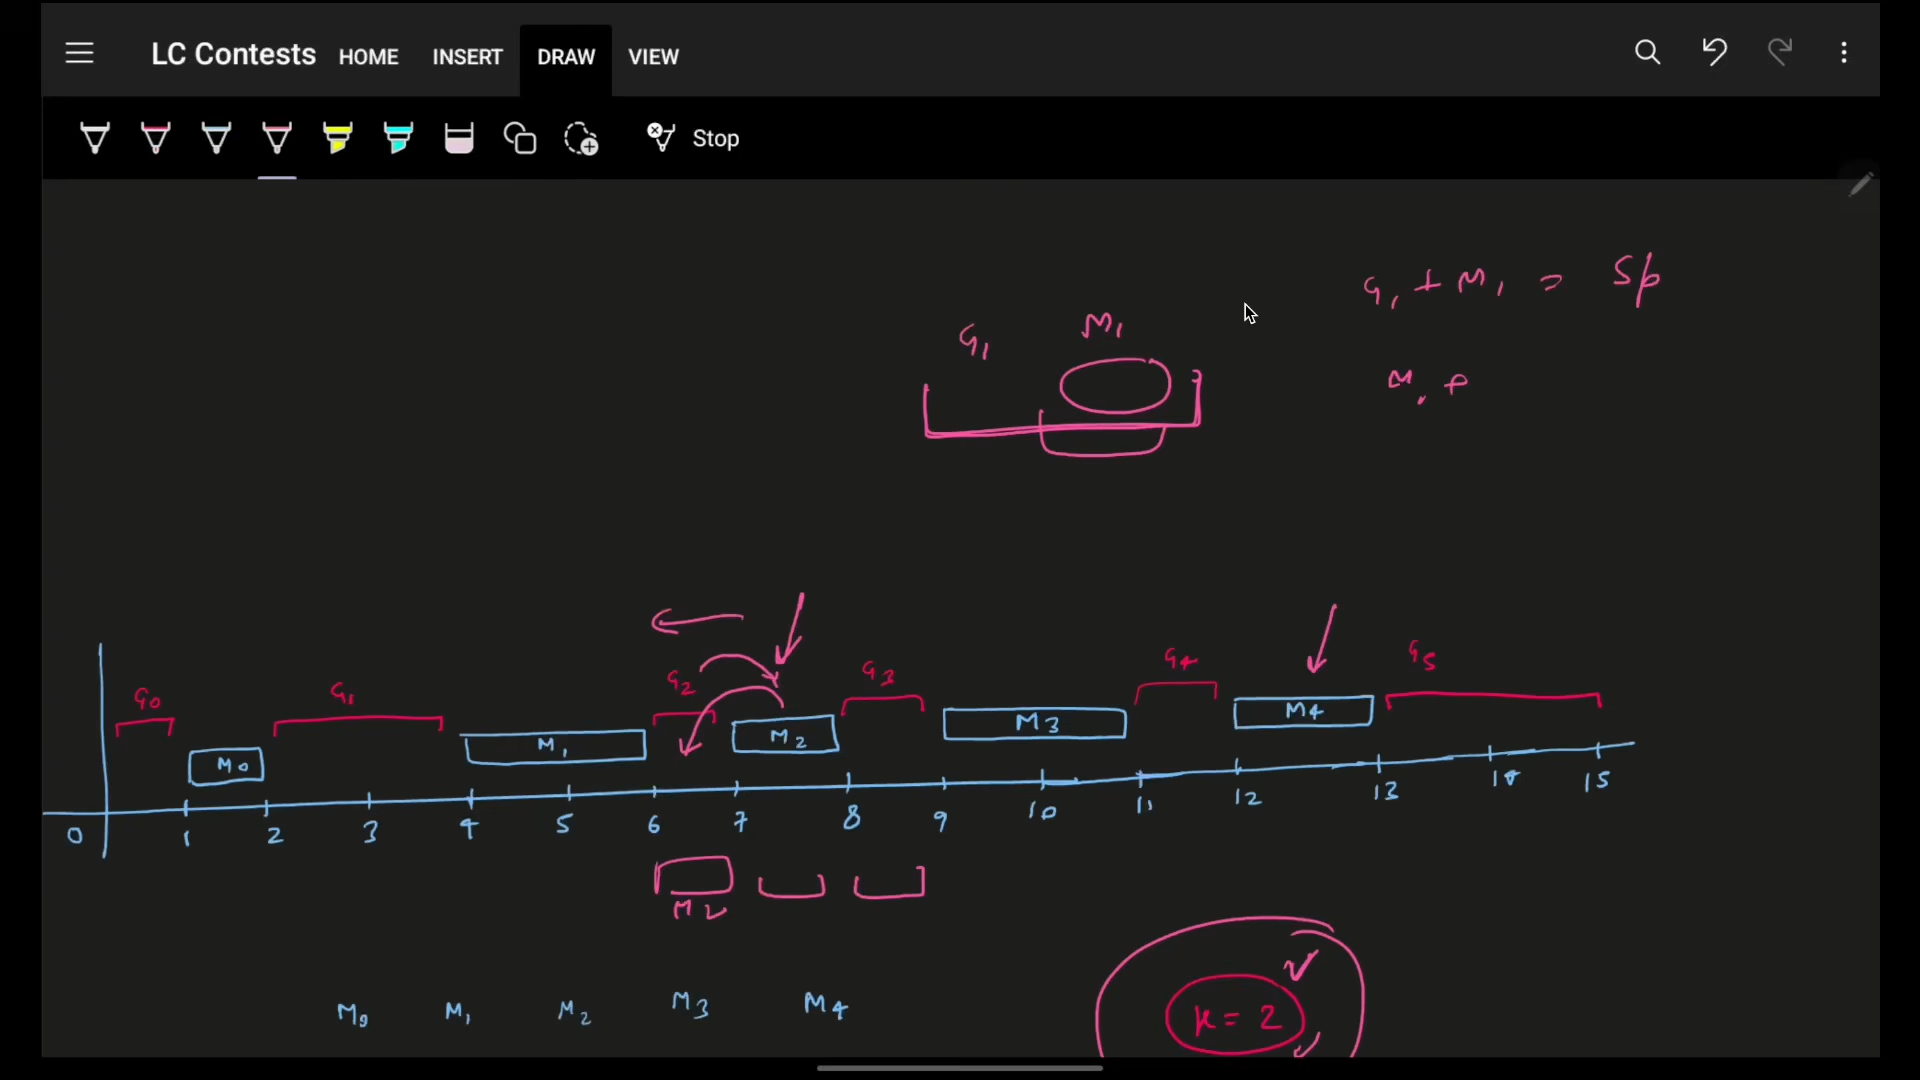 LC Contests HOME INSERT DRAW VIEW
Stop
G1 + M1 = Sp
G1 M1
M1 P
G0 G1 G2 G3 G4 G5
M0 M1 M2 M3 M4
0 1 2 3 4 5 6 7 8 9 10 11 12 13 14 15
M2
M0 M1 M2 M3 M4
K = 2